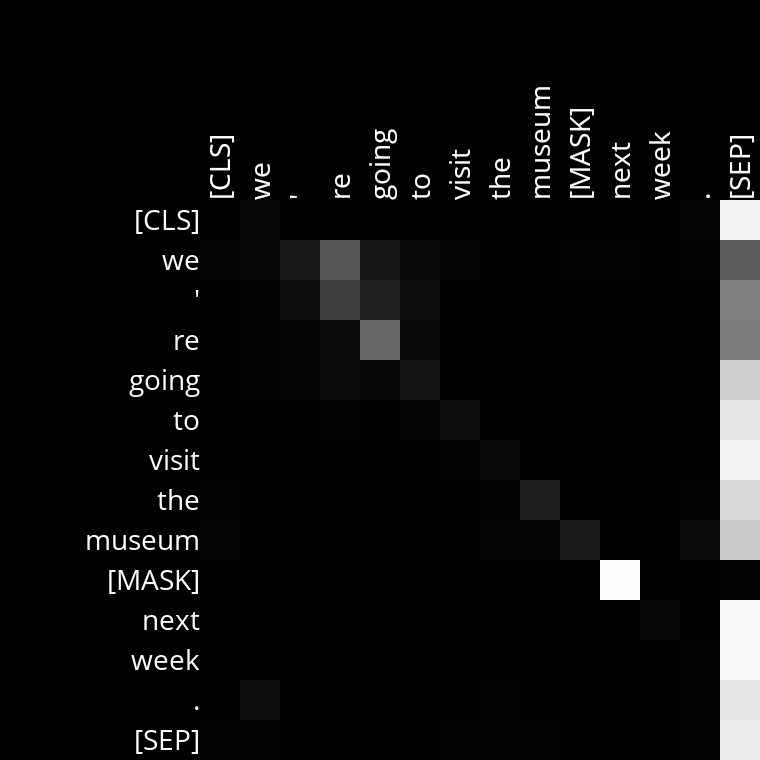 [CLS] we ' re going to visit the museum [MASK] next week . [SEP]
[CLS]
we
'
re
going
to
visit
the
museum
[MASK]
next
week
.
[SEP]